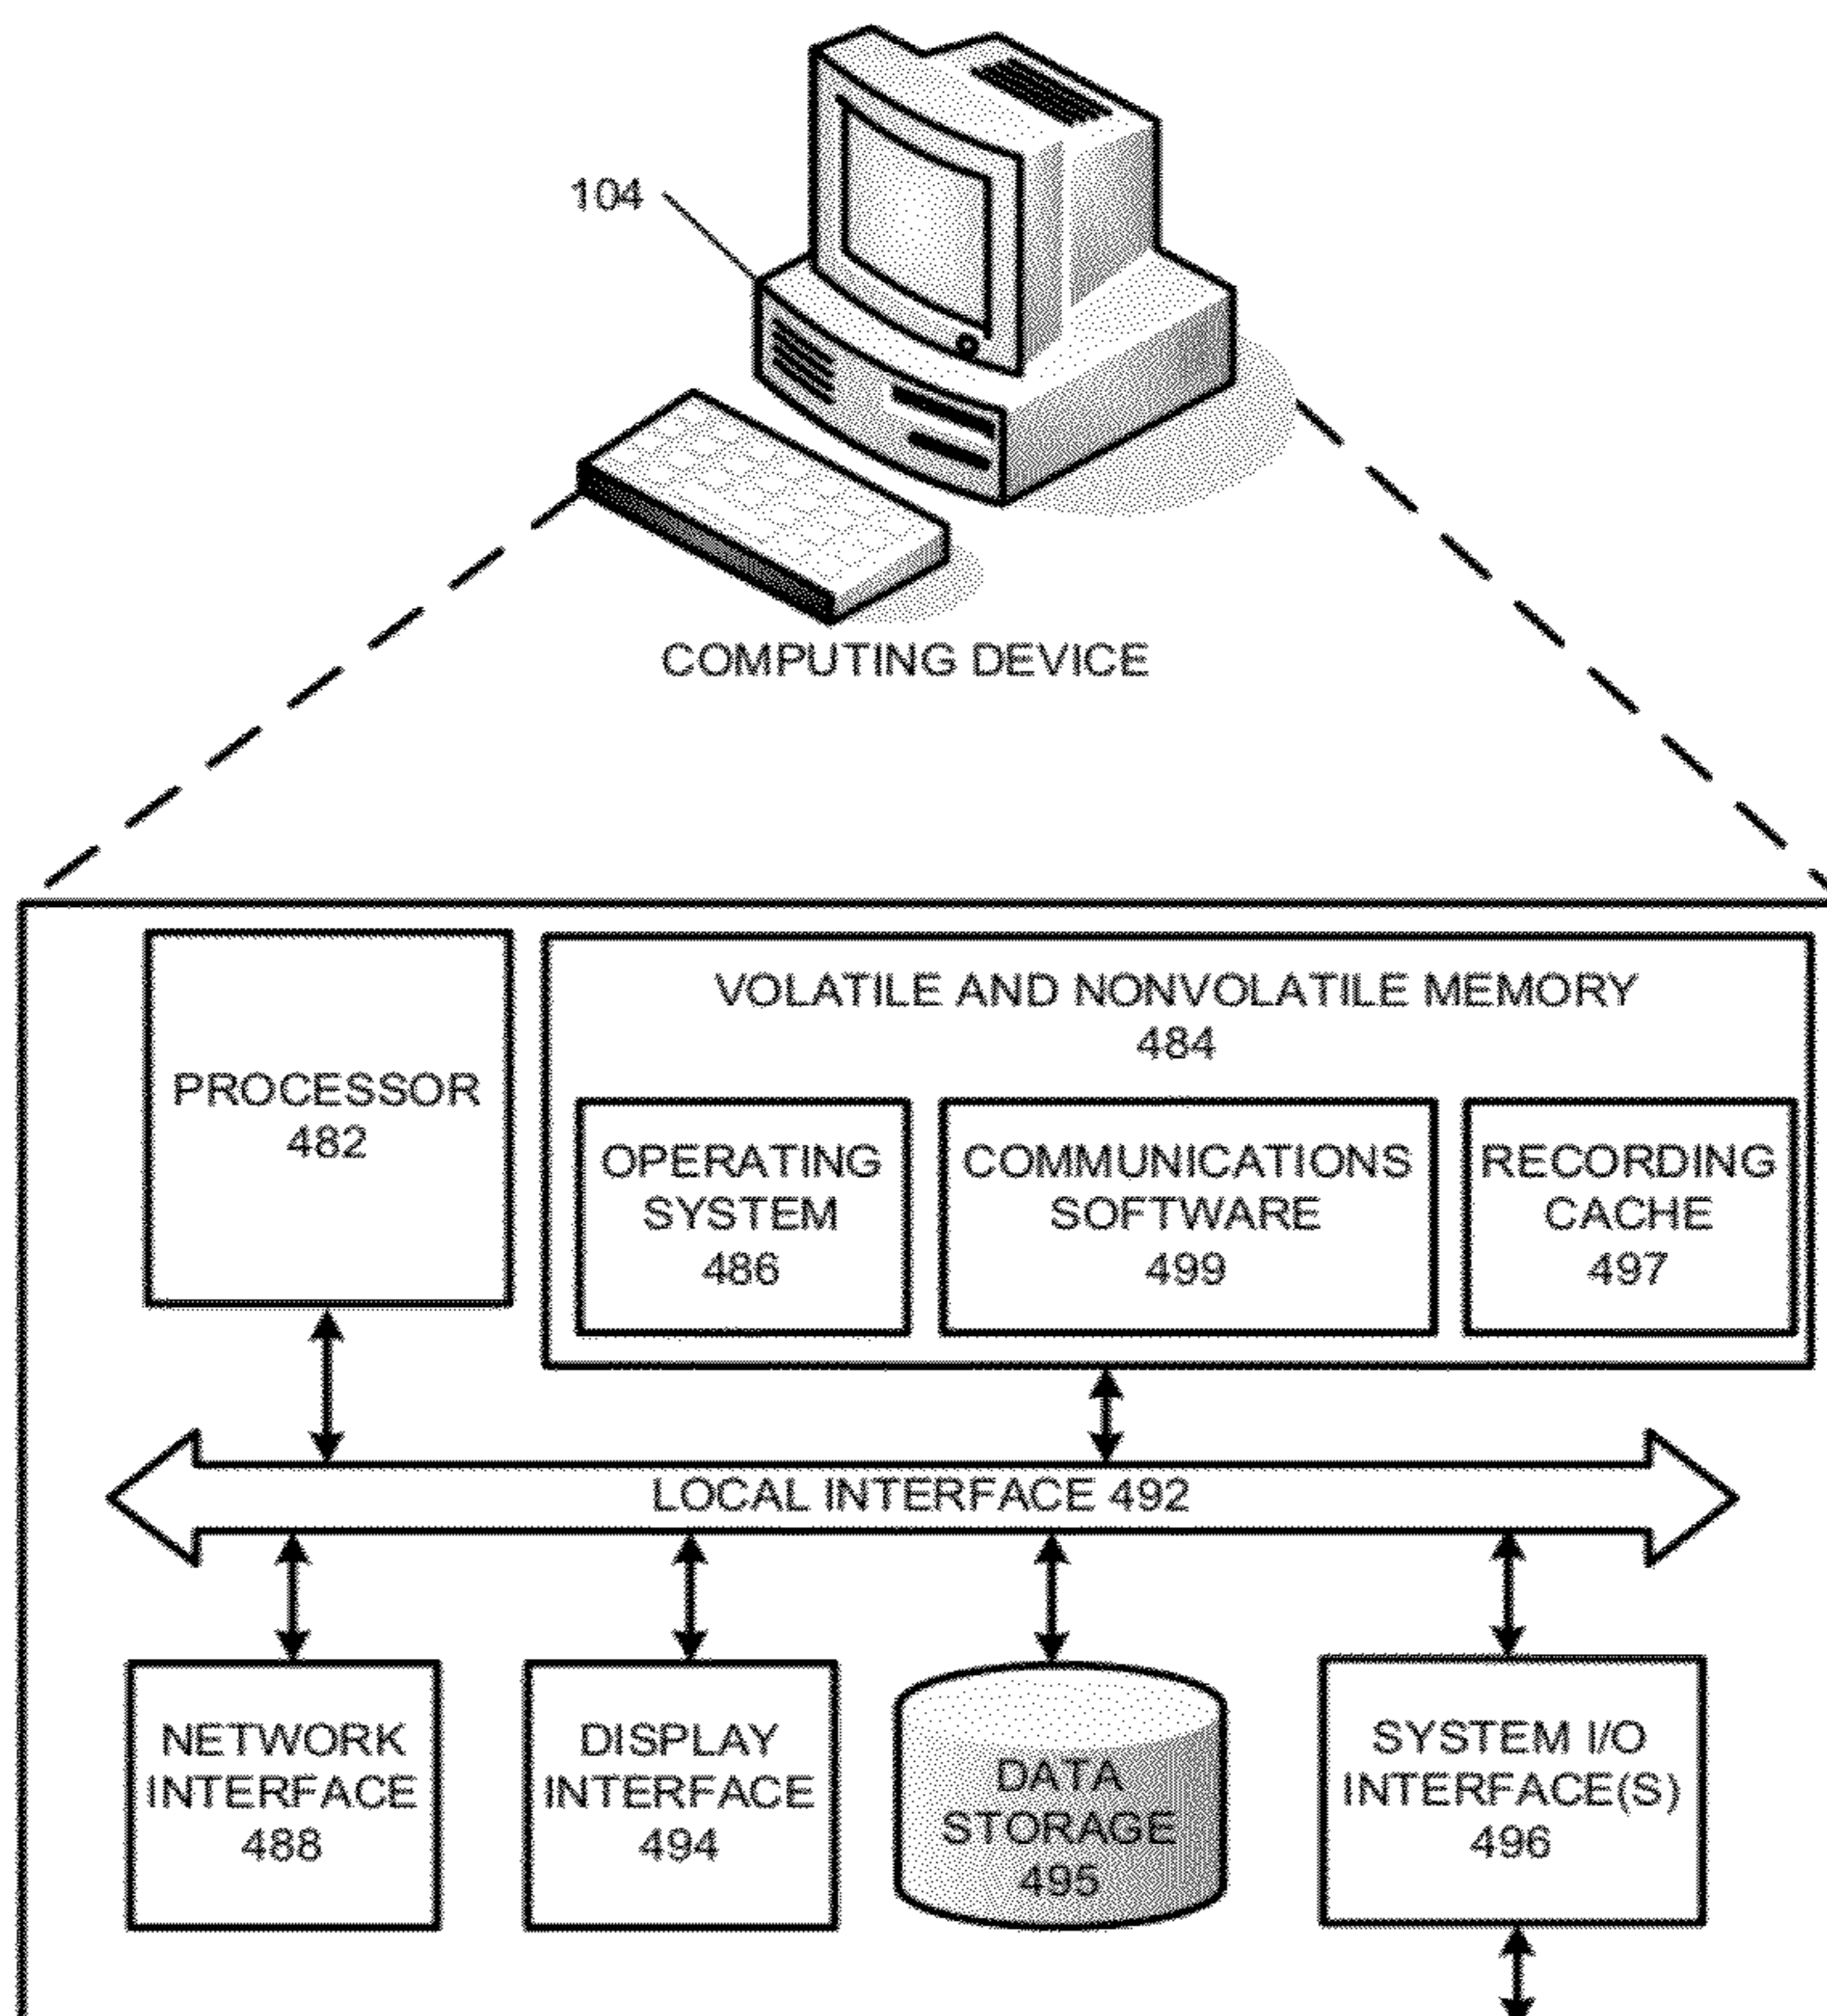 104
COMPUTING DEVICE
PROCESSOR
482
VOLATILE AND NONVOLATILE MEMORY
484
OPERATING
SYSTEM
486
COMMUNICATIONS
SOFTWARE
499
RECORDING
CACHE
497
LOCAL INTERFACE 492
NETWORK
INTERFACE
488
DISPLAY
INTERFACE
494
DATA
STORAGE
495
SYSTEM I/O
INTERFACE(S)
496